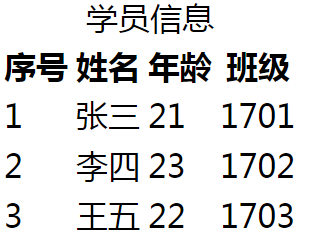 学员信息
序号 姓名 年龄 班级
1 张三 21 1701
2 李四 23 1702
3 王五 22 1703